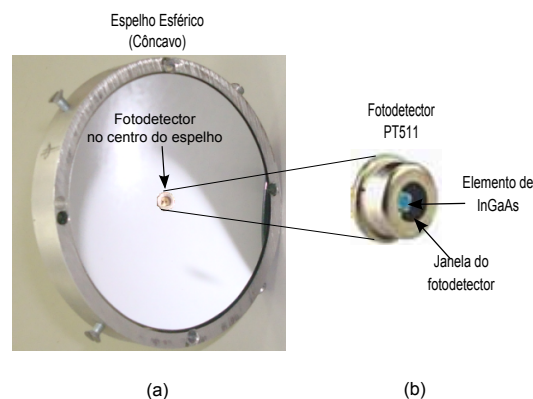 Espelho Esférico
(Côncavo)
Fotodetector
no centro do espelho
Fotodetector
PT511
Elemento de
InGaAs
Janela do
fotodetector
(a)
(b)